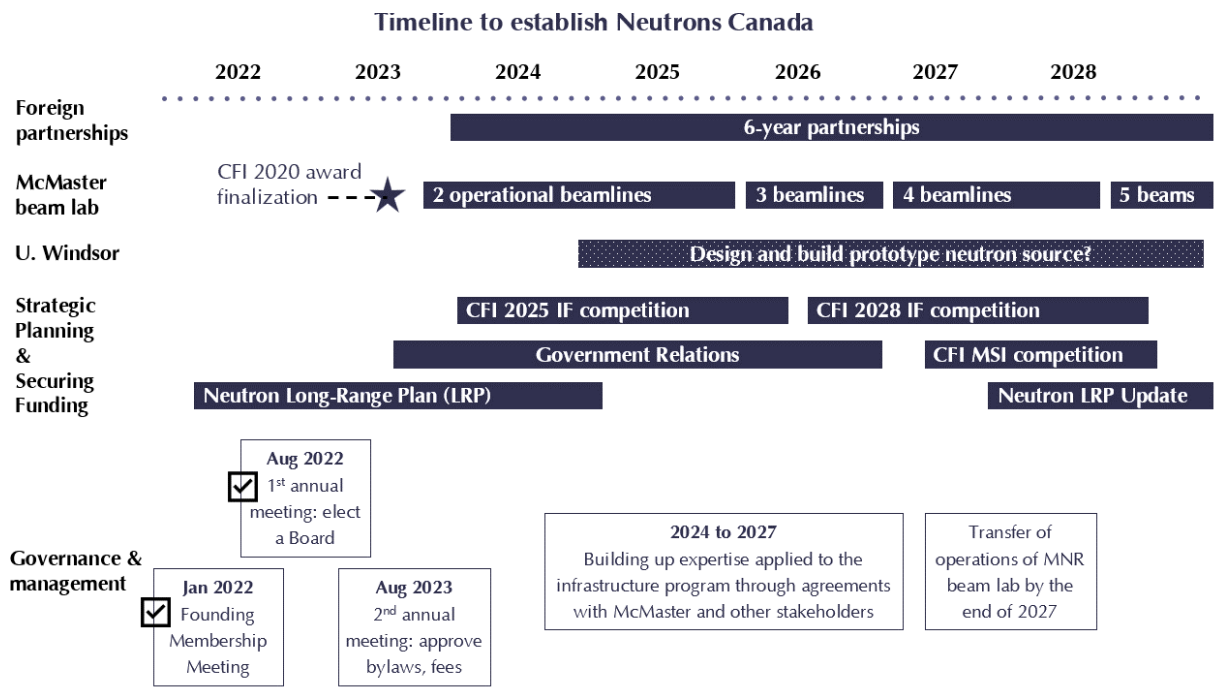 Timeline to establish Neutrons Canada
2022 2023 2024 2025 2026 2027 2028
Foreign
partnerships
6-year partnerships
McMaster
beam lab
CFI 2020 award
finalization
2 operational beamlines
3 beamlines
4 beamlines
5 beams
U. Windsor
Design and build prototype neutron source?
Strategic
Planning
&
Securing
Funding
CFI 2025 IF competition
CFI 2028 IF competition
Government Relations
CFI MSI competition
Neutron Long-Range Plan (LRP)
Neutron LRP Update
Governance &
management
Aug 2022
1st annual
meeting: elect
a Board
Jan 2022
Founding
Membership
Meeting
Aug 2023
2nd annual
meeting: approve
bylaws, fees
2024 to 2027
Building up expertise applied to the
infrastructure program through agreements
with McMaster and other stakeholders
Transfer of
operations of MNR
beam lab by the
end of 2027